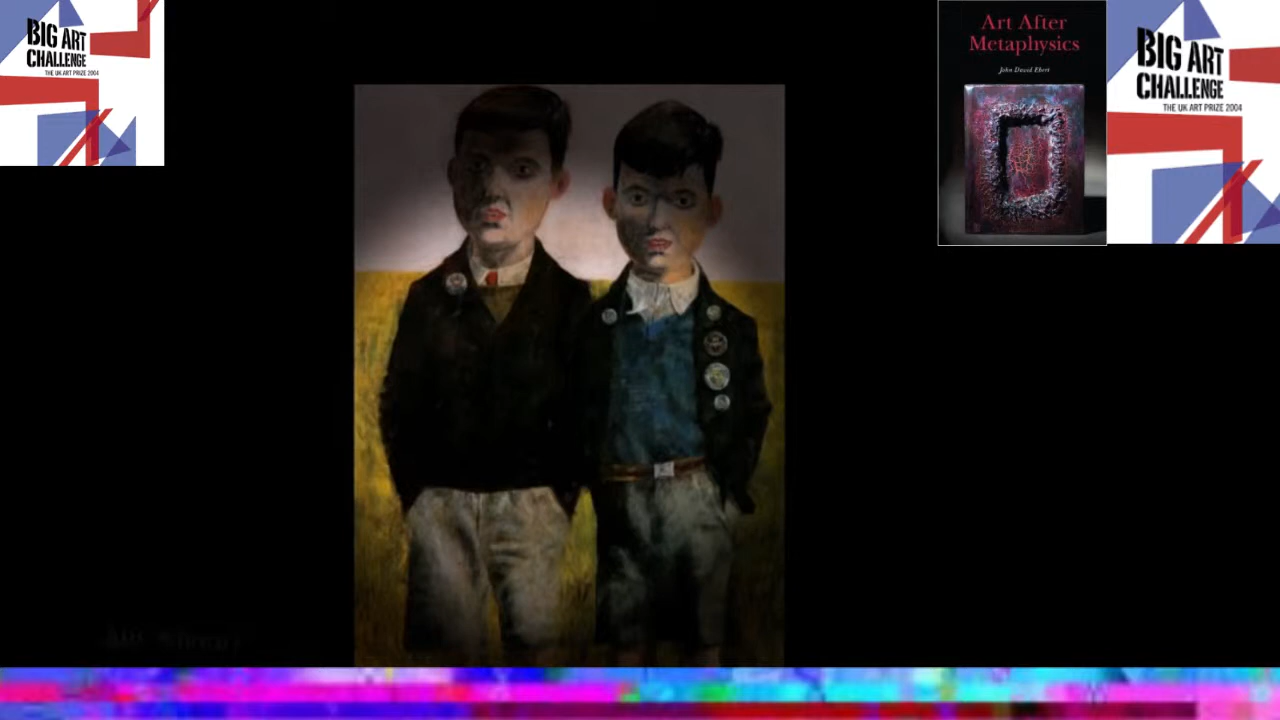 BIG ART
CHALLENGE
THE UK ART PRIZE 2004
Art After
Metaphysics
John David Ebert
BIG ART
CHALLENGE
THE UK ART PRIZE 2004